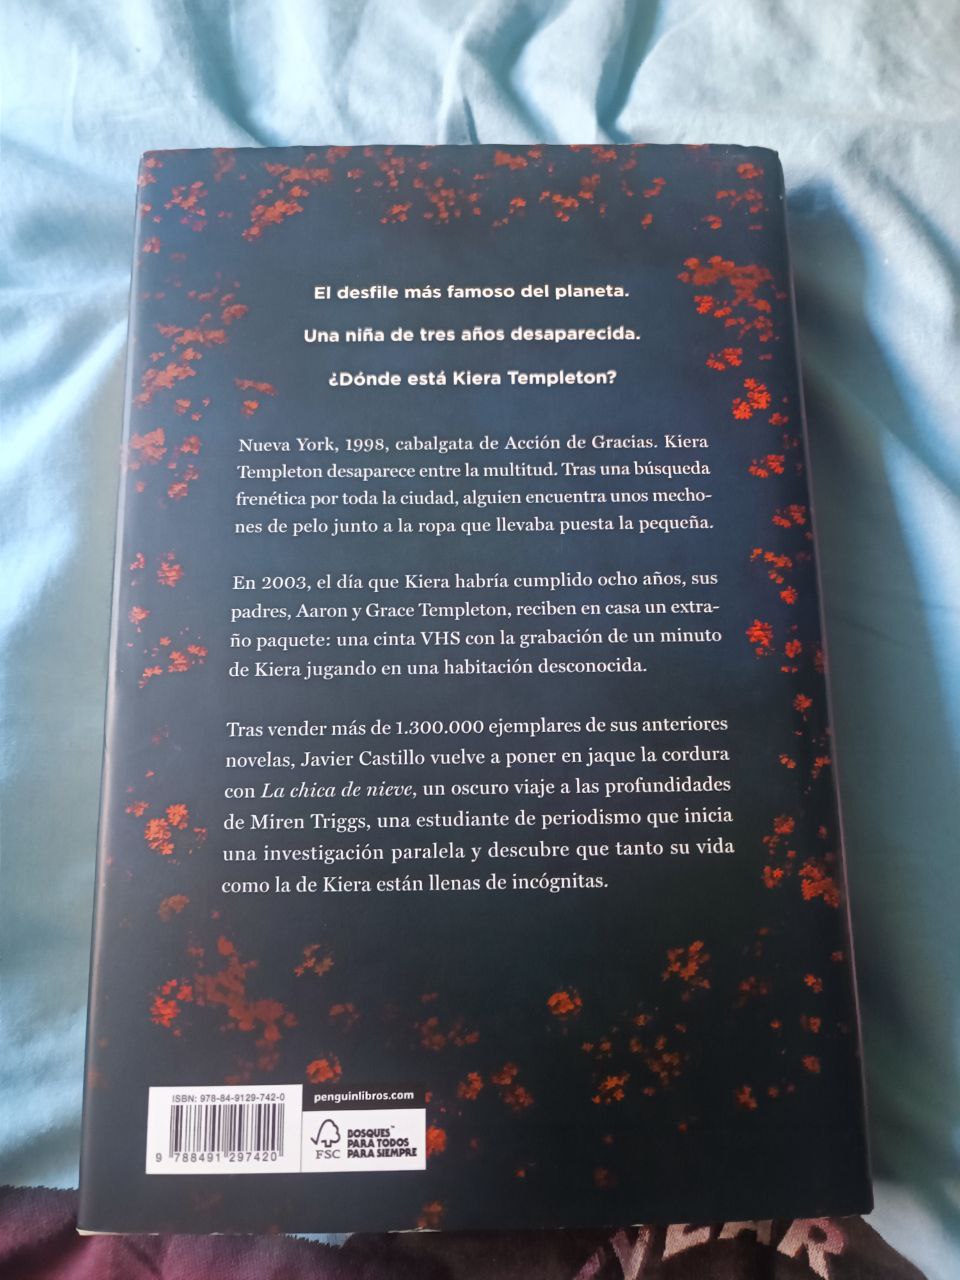 El desfile más famoso del planeta.
Una niña de tres años desaparecida.
¿Dónde está Kiera Templeton?
Nueva York, 1998, cabalgata de Acción de Gracias. Kiera
Templeton desaparece entre la multitud. Tras una búsqueda
frenética por toda la ciudad, alguien encuentra unos mecho-
nes de pelo junto a la ropa que llevaba puesta la pequeña.
En 2003, el día que Kiera habría cumplido ocho años, sus
padres, Aaron y Grace Templeton, reciben en casa un extra-
ño paquete: una cinta VHS con la grabación de un minuto
de Kiera jugando en una habitación desconocida.
Tras vender más de 1.300.000 ejemplares de sus anteriores
novelas, Javier Castillo vuelve a poner en jaque la cordura
con La chica de nieve, un oscuro viaje a las profundidades
de Miren Triggs, una estudiante de periodismo que inicia
una investigación paralela y descubre que tanto su vida
como la de Kiera están llenas de incógnitas.
ISBN: 978-84-9129-742-0
9 788491 297420
penguinlibros.com
FSC
BOSQUES™
PARA TODOS
PARA SIEMPRE